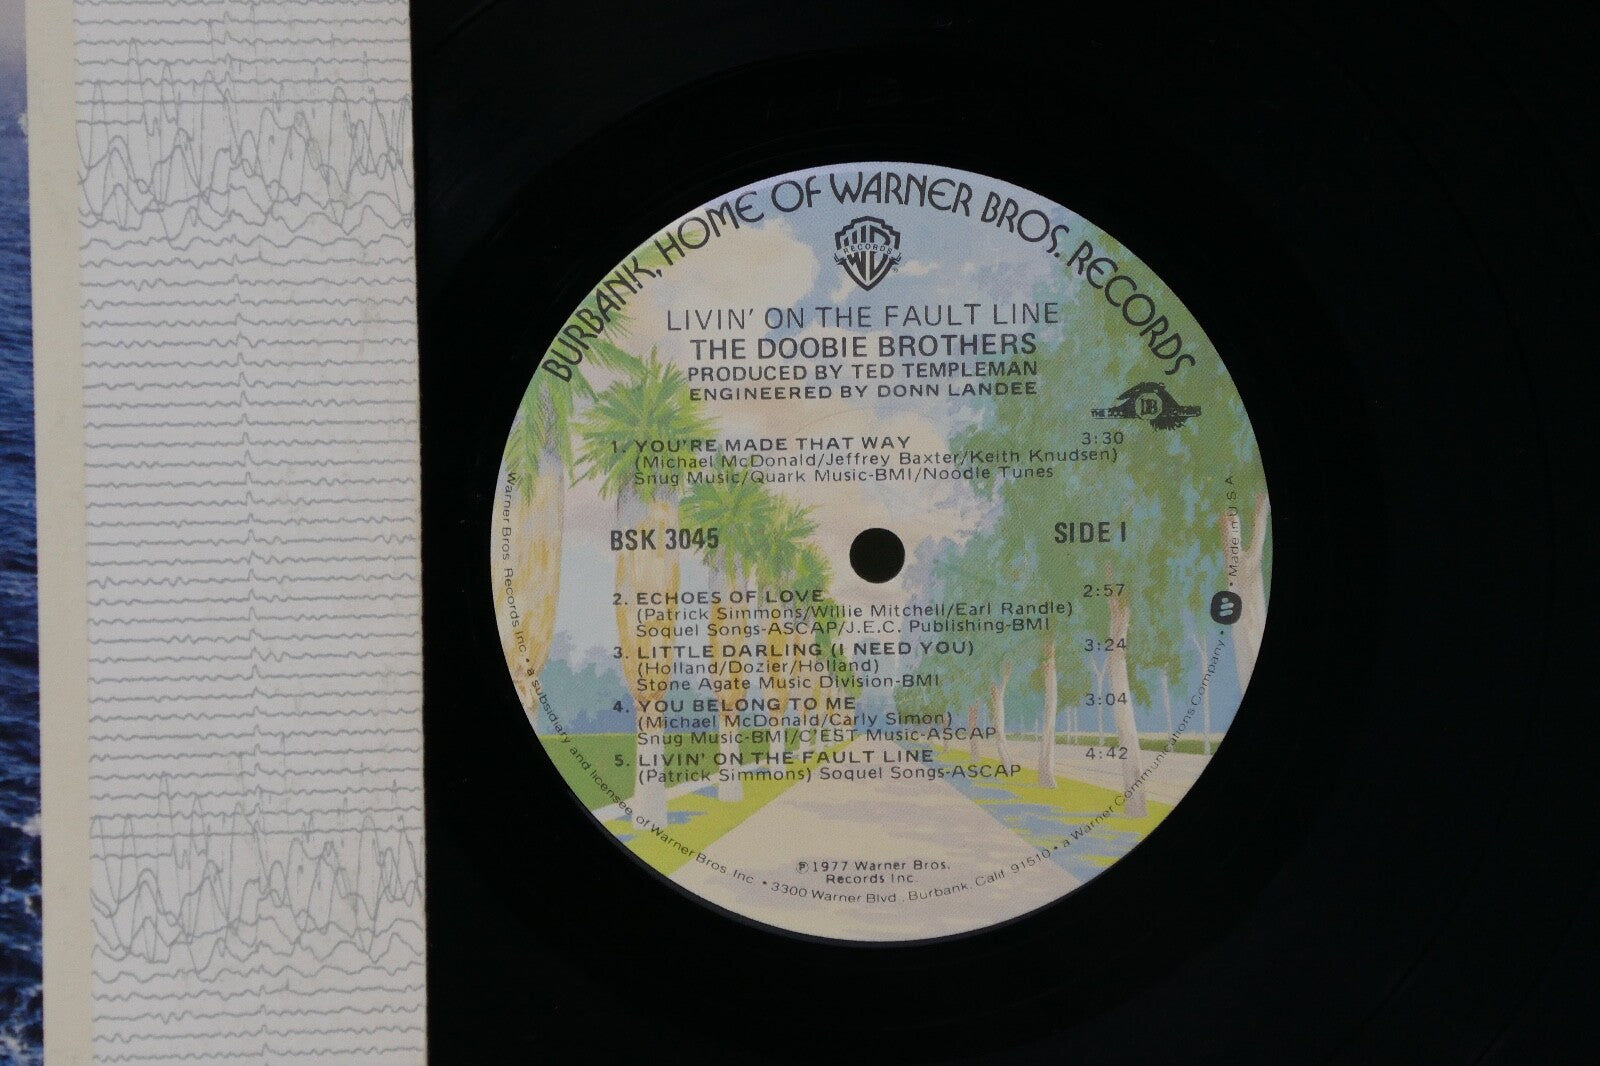 BURBANK, HOME OF WARNER BROS. RECORDS
W
RECORDS
LIVIN' ON THE FAULT LINE
THE DOOBIE BROTHERS
PRODUCED BY TED TEMPLEMAN
ENGINEERED BY DONN LANDEE
THE DOOBIE DB BROTHERS
1. YOU'RE MADE THAT WAY 3:30
(Michael McDonald/Jeffrey Baxter/Keith Knudsen)
Snug Music/Quark Music-BMI/Noodle Tunes
BSK 3045 SIDE I
2. ECHOES OF LOVE 2:57
(Patrick Simmons/Willie Mitchell/Earl Randle)
Soquel Songs-ASCAP/J.E.C. Publishing-BMI
3. LITTLE DARLING (I NEED YOU) 3:24
(Holland/Dozier/Holland)
Stone Agate Music Division-BMI
4. YOU BELONG TO ME 3:04
(Michael McDonald/Carly Simon)
Snug Music-BMI/C'EST Music-ASCAP
5. LIVIN' ON THE FAULT LINE 4:42
(Patrick Simmons) Soquel Songs-ASCAP
℗1977 Warner Bros.
Records Inc.
Warner Bros. Records Inc. • a subsidiary and licensee of Warner Bros. Inc. • 3300 Warner Blvd., Burbank, Calif. 91510 • a Warner Communications Company • Made in U.S.A.